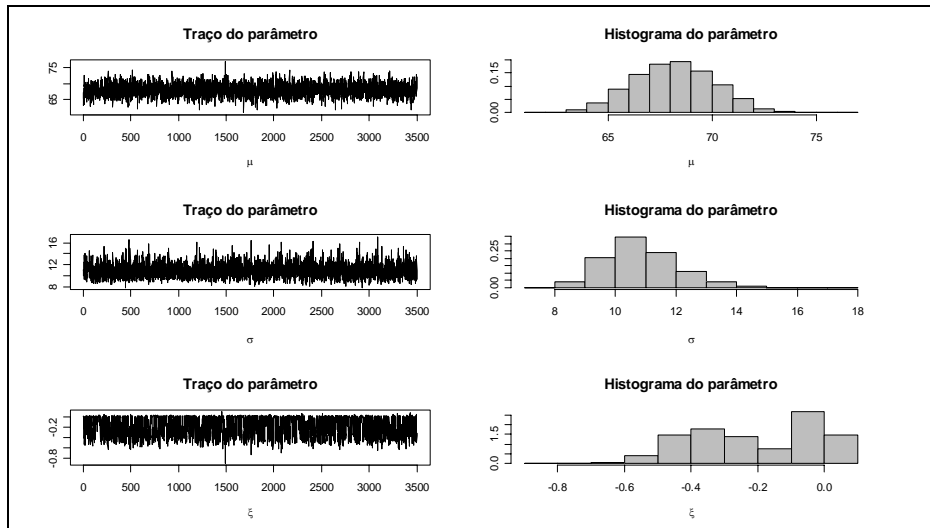 Traço do parâmetro
65 75
0 500 1000 1500 2000 2500 3000 3500
μ
Histograma do parâmetro
0.00 0.15
65 70 75
μ
Traço do parâmetro
8 12 16
0 500 1000 1500 2000 2500 3000 3500
σ
Histograma do parâmetro
0.00 0.25
8 10 12 14 16 18
σ
Traço do parâmetro
-0.8 -0.2
0 500 1000 1500 2000 2500 3000 3500
ξ
Histograma do parâmetro
0.0 1.5
-0.8 -0.6 -0.4 -0.2 0.0
ξ